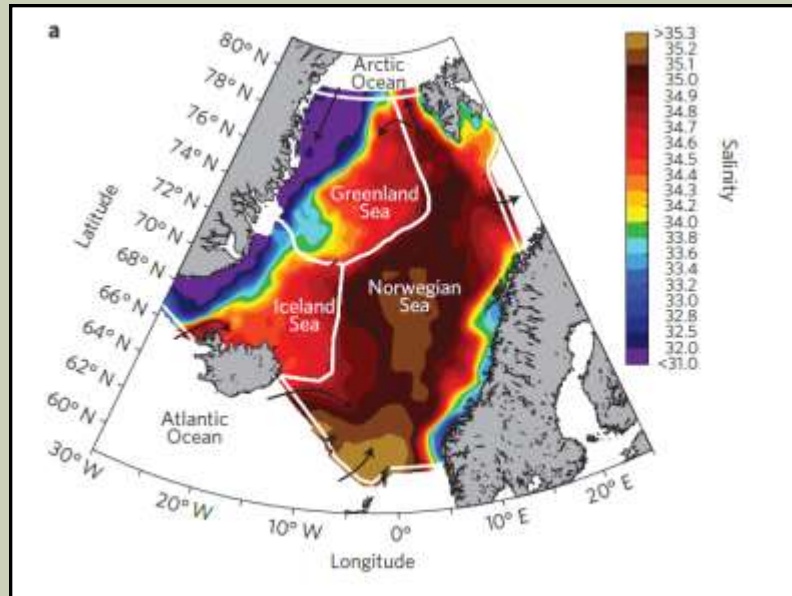 a
80° N
78° N
76° N
74° N
72° N
70° N
68° N
66° N
64° N
62° N
60° N
Latitude
Arctic
Ocean
Greenland
Sea
Iceland
Sea
Norwegian
Sea
Atlantic
Ocean
30° W
20° W
10° W
0°
10° E
20° E
Longitude
>35.3
35.2
35.1
35.0
34.9
34.8
34.7
34.6
34.5
34.4
34.3
34.2
34.0
33.8
33.6
33.4
33.2
33.0
32.8
32.5
32.0
<31.0
Salinity